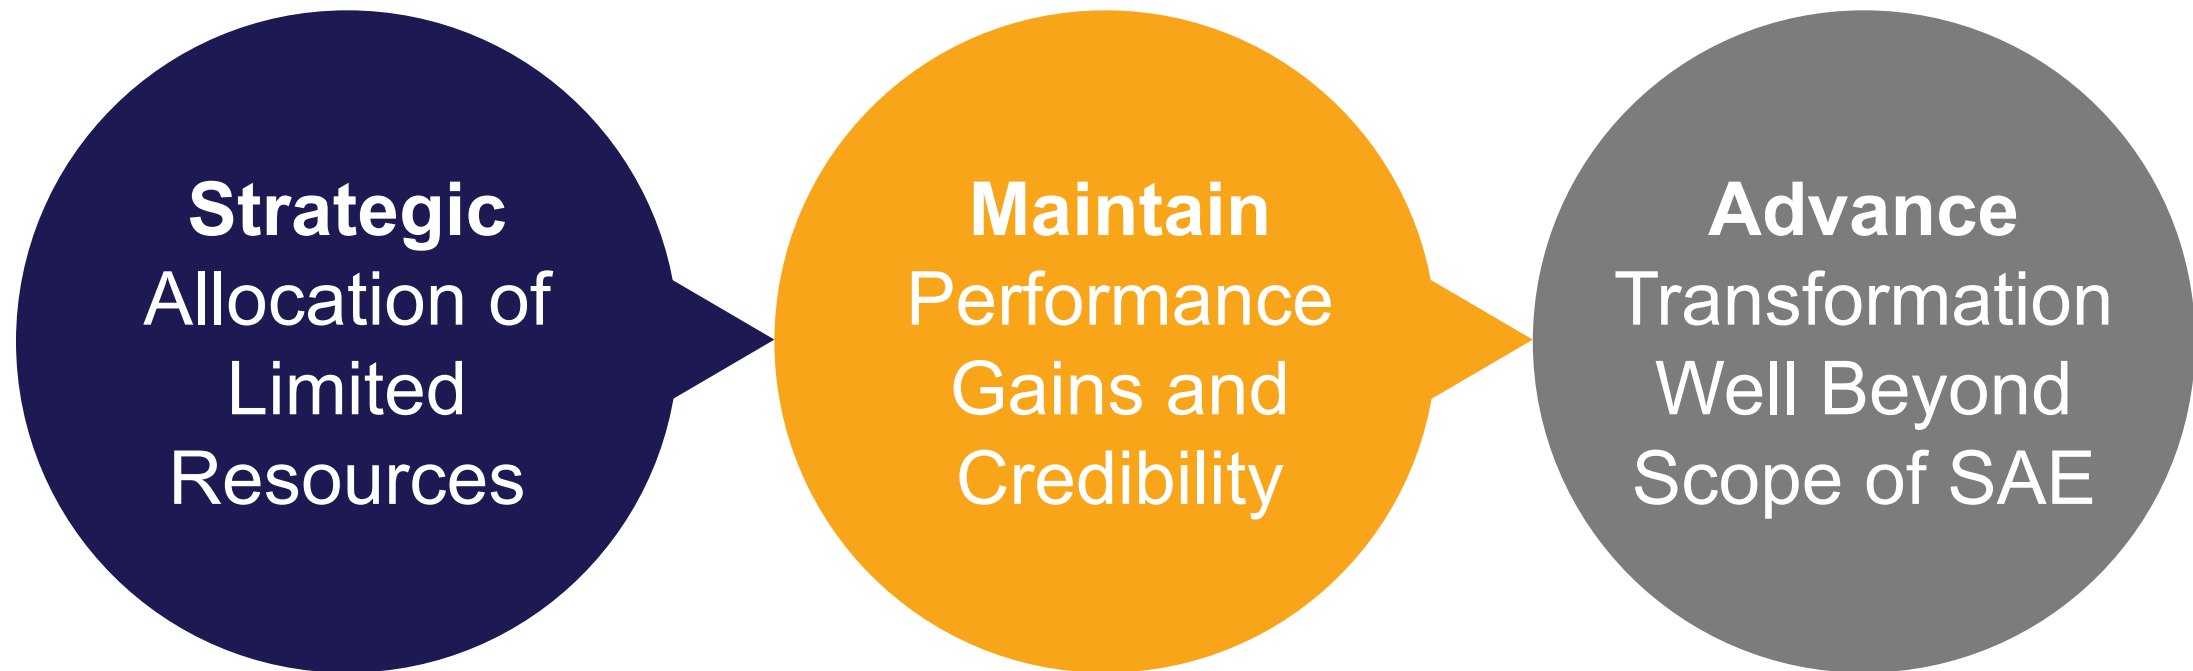 Strategic
Allocation of
Limited
Resources
Maintain
Performance
Gains and
Credibility
Advance
Transformation
Well Beyond
Scope of SAE